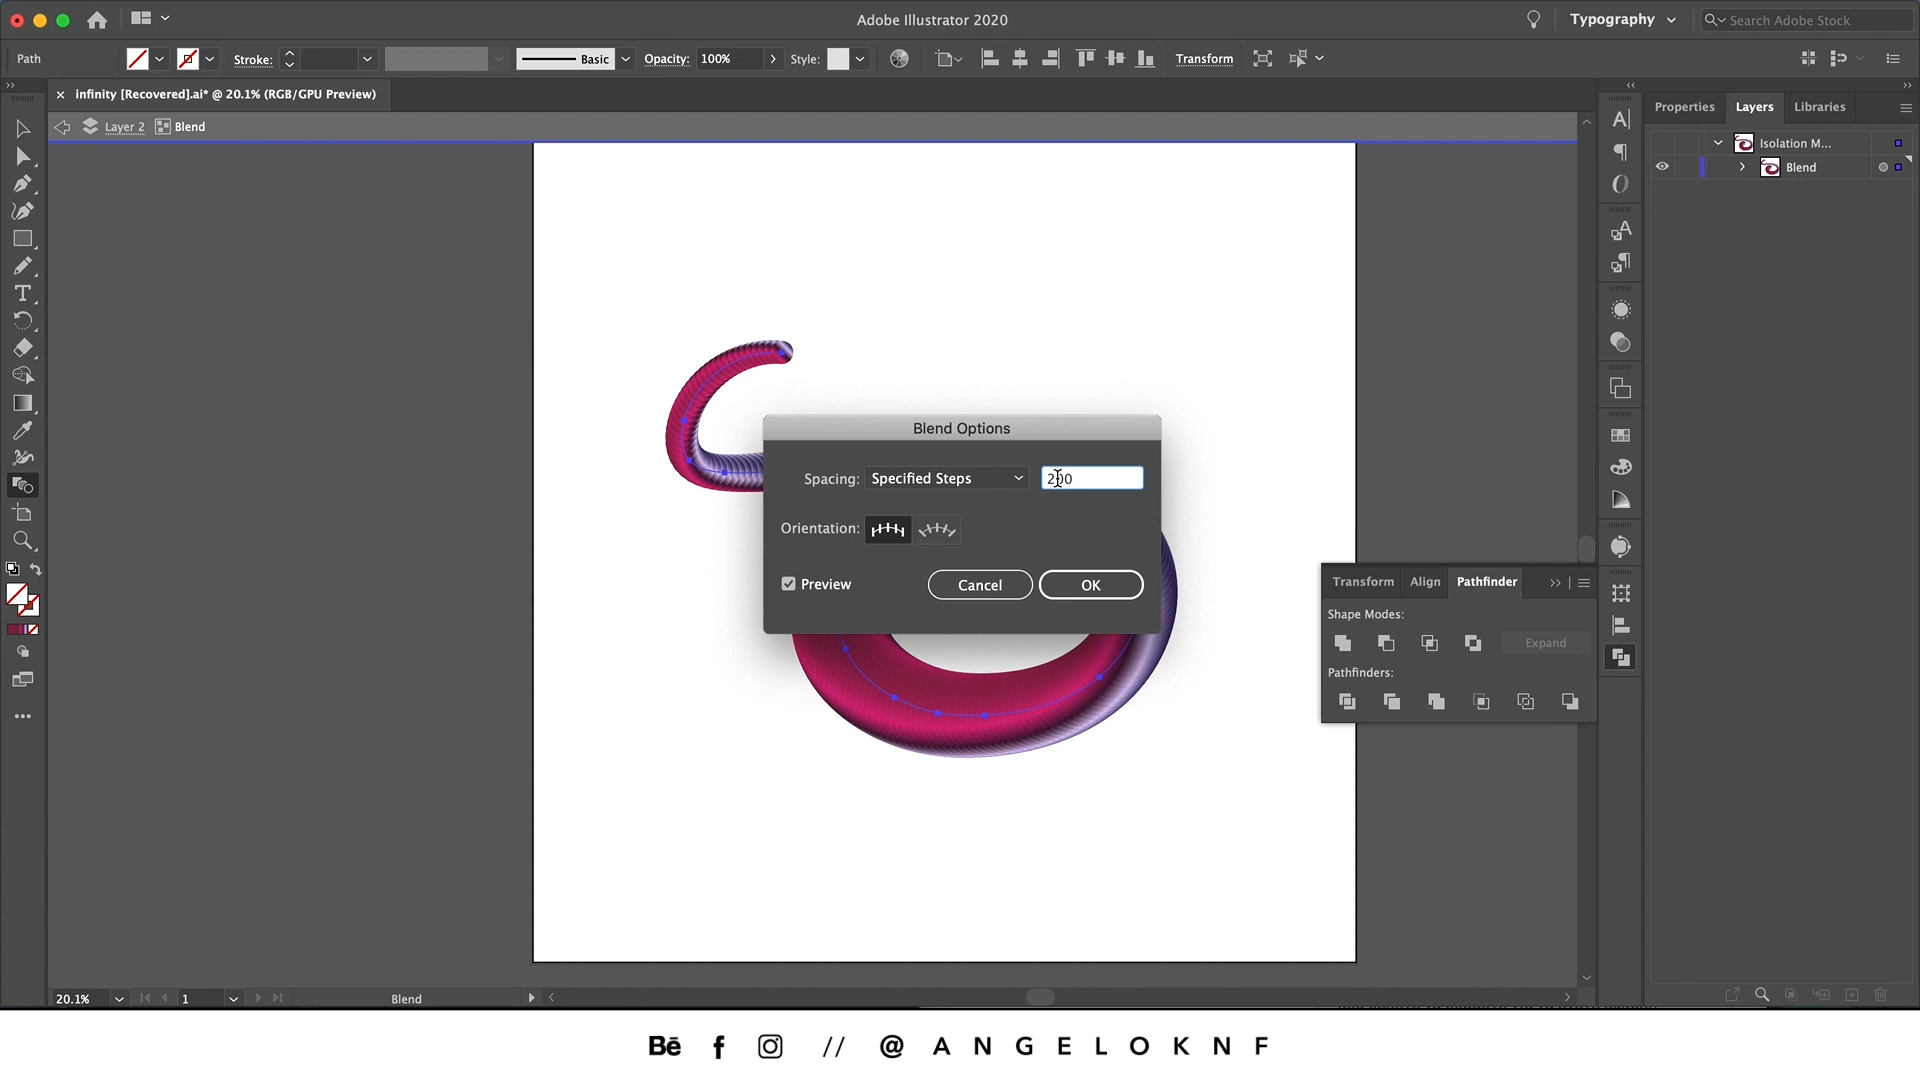 Adobe Illustrator 2020
Typography
Search Adobe Stock
Path
Stroke:
Basic
Opacity: 100%
Style:
Transform
× infinity [Recovered].ai* @ 20.1% (RGB/GPU Preview)
Layer 2 Blend
Properties Layers Libraries
Isolation M...
Blend
Blend Options
Spacing: Specified Steps 200
Orientation:
Preview Cancel OK
Transform Align Pathfinder
Shape Modes:
Expand
Pathfinders:
20.1% 1 Blend
Bē f // @ANGELOKNF